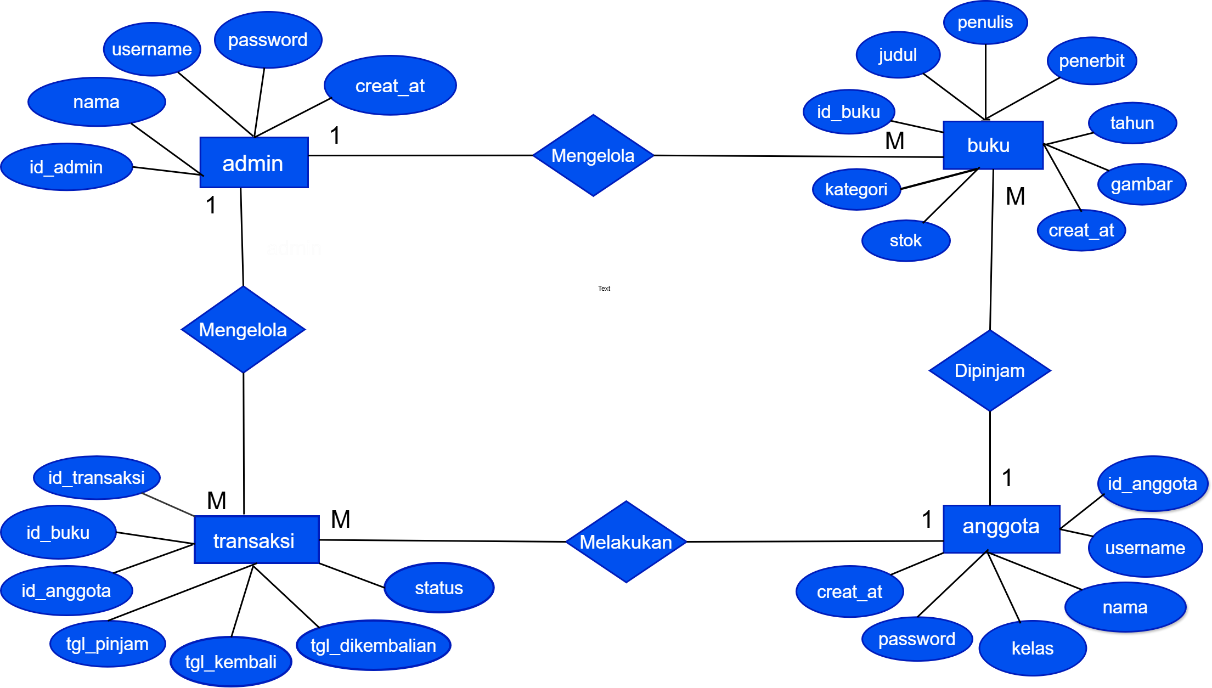 penulis
password
username
judul
penerbit
creat_at
nama
id_buku
tahun
1
M
buku
Mengelola
admin
id_admin
gambar
kategori
M
1
creat_at
stok
Text
Mengelola
Dipinjam
id_transaksi
1
id_anggota
M
M
1
anggota
id_buku
transaksi
Melakukan
username
status
id_anggota
creat_at
nama
password
tgl_pinjam
tgl_dikembalian
kelas
tgl_kembali